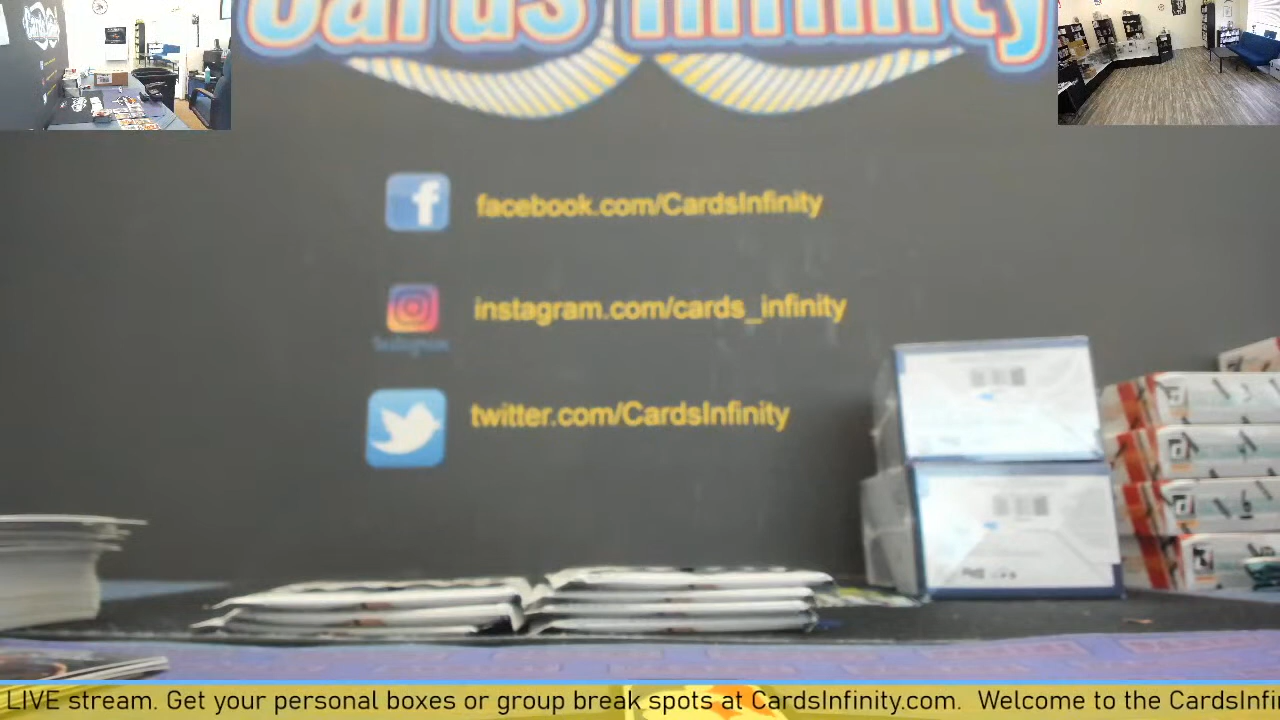 Cards Infinity
facebook.com/CardsInfinity
Instagram
instagram.com/cards_infinity
twitter.com/CardsInfinity
LIVE stream. Get your personal boxes or group break spots at CardsInfinity.com. Welcome to the CardsInfi